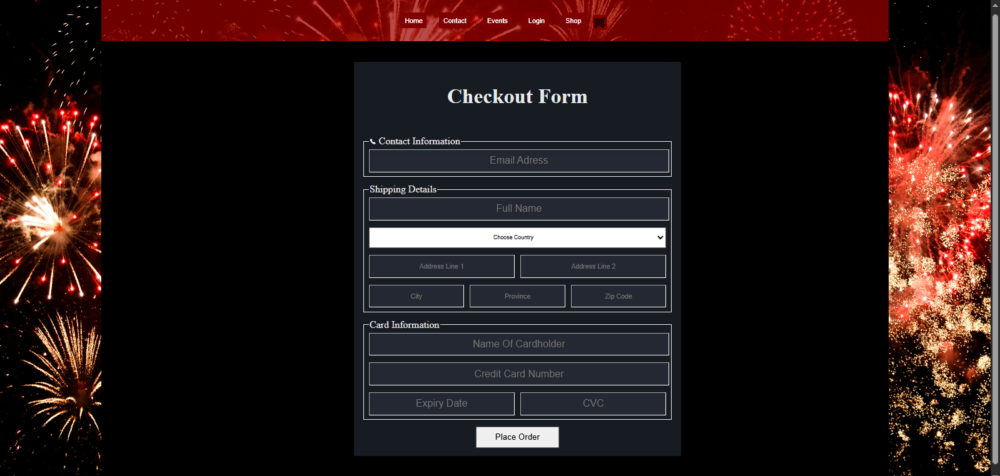 Home Contact Events Login Shop
Checkout Form
Contact Information
Email Adress
Shipping Details
Full Name
Choose Country
Address Line 1 Address Line 2
City Province Zip Code
Card Information
Name Of Cardholder
Credit Card Number
Expiry Date CVC
Place Order